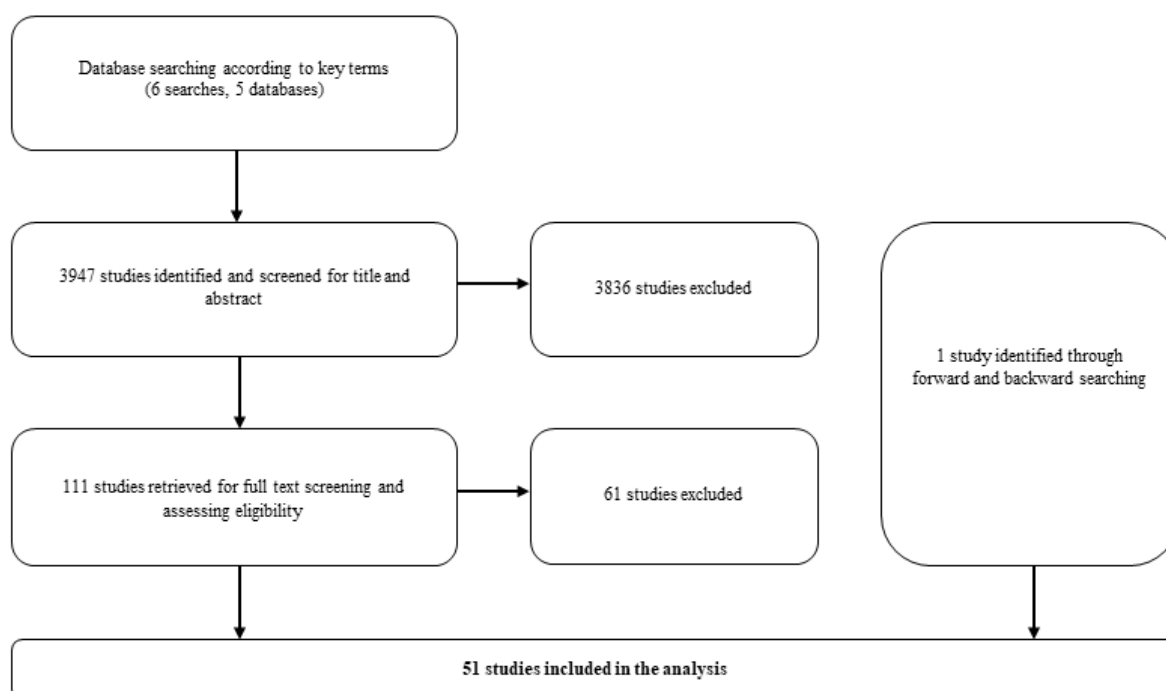 Database searching according to key terms
(6 searches, 5 databases)
3947 studies identified and screened for title and
abstract
3836 studies excluded
1 study identified through
forward and backward searching
111 studies retrieved for full text screening and
assessing eligibility
61 studies excluded
51 studies included in the analysis